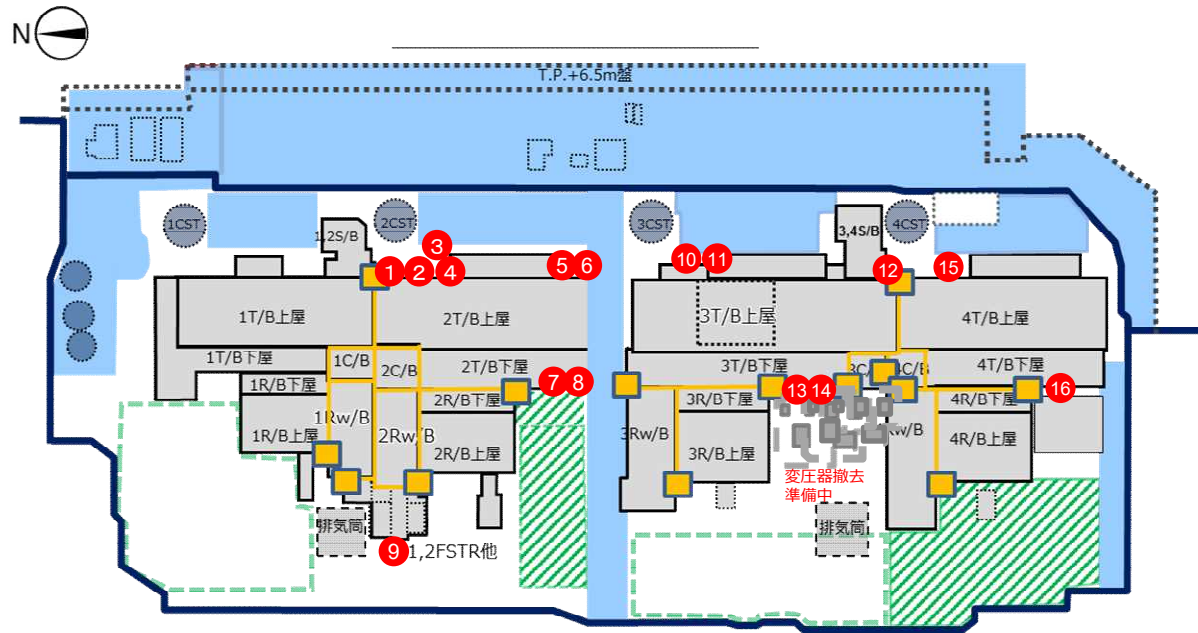 N
T.P.+6.5m盤
1CST
1,2S/B
2CST
3CST
3,4S/B
4CST
3
1
2
4
5
6
10
11
12
15
1T/B上屋
2T/B上屋
3T/B上屋
4T/B上屋
1T/B下屋
1C/B
2C/B
2T/B下屋
3T/B下屋
4T/B下屋
1R/B下屋
2R/B下屋
7
8
3R/B下屋
13
14
4R/B下屋
16
1Rw/B
1R/B上屋
2Rw/B
2R/B上屋
3Rw/B
3R/B上屋
4R/B上屋
変圧器撤去
準備中
排気筒
排気筒
9
1,2FSTR他